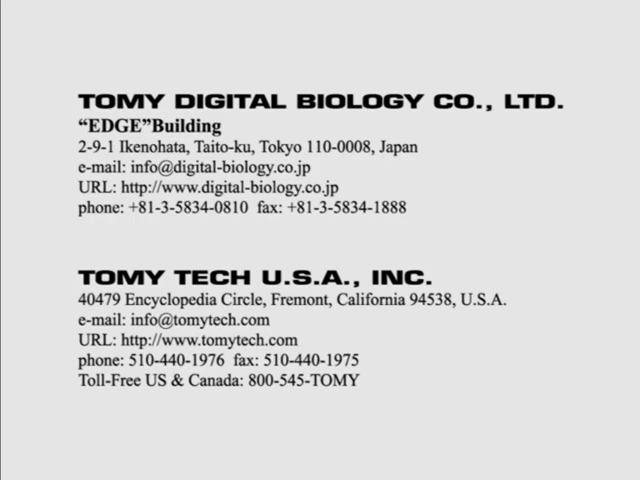 TOMY DIGITAL BIOLOGY CO., LTD.
“EDGE”Building
2-9-1 Ikenohata, Taito-ku, Tokyo 110-0008, Japan
e-mail: info@digital-biology.co.jp
URL: http://www.digital-biology.co.jp
phone: +81-3-5834-0810 fax: +81-3-5834-1888
TOMY TECH U.S.A., INC.
40479 Encyclopedia Circle, Fremont, California 94538, U.S.A.
e-mail: info@tomytech.com
URL: http://www.tomytech.com
phone: 510-440-1976 fax: 510-440-1975
Toll-Free US & Canada: 800-545-TOMY